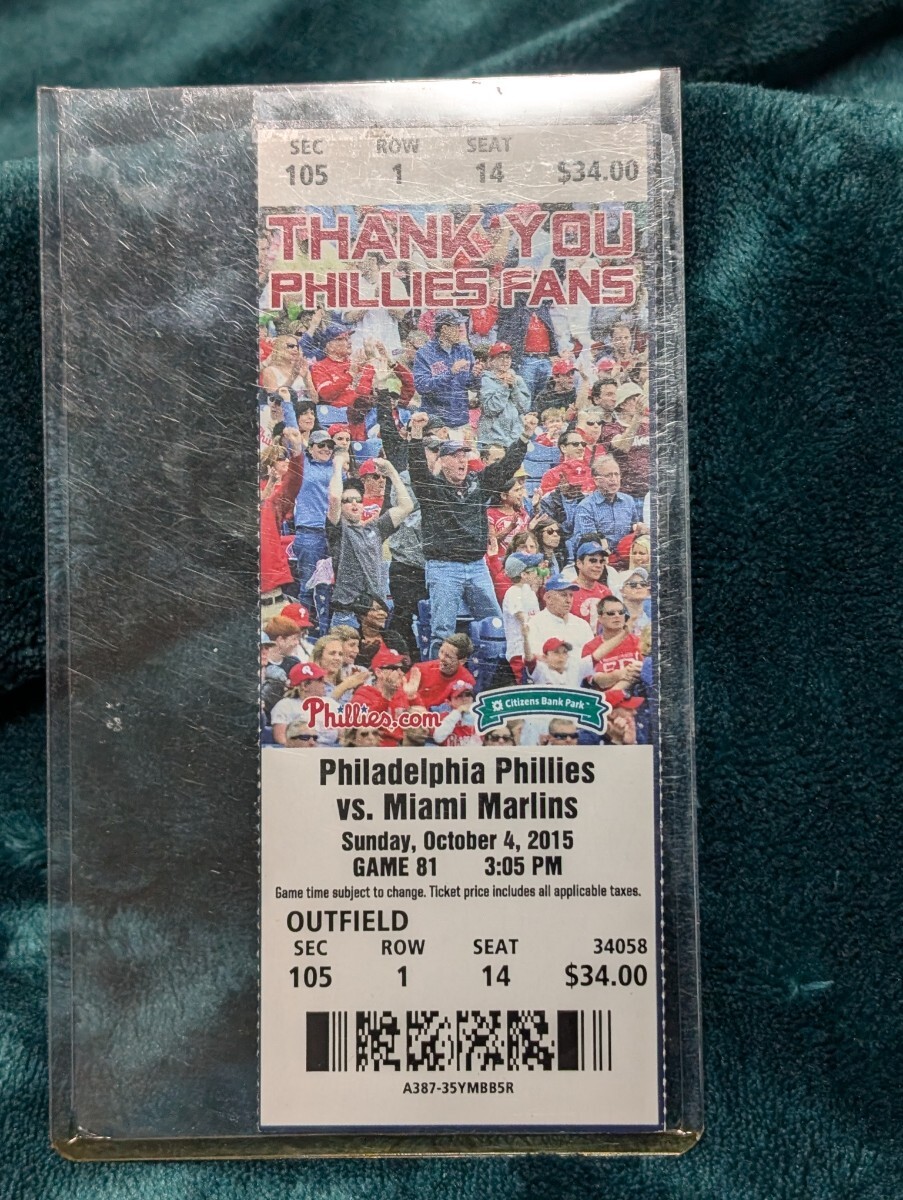 SEC ROW SEAT
105 1 14 $34.00
THANK YOU
PHILLIES FANS
Phillies.com
Citizens Bank Park™
Philadelphia Phillies
vs. Miami Marlins
Sunday, October 4, 2015
GAME 81 3:05 PM
Game time subject to change. Ticket price includes all applicable taxes.
OUTFIELD
SEC ROW SEAT 34058
105 1 14 $34.00
A387-35YMBB5R